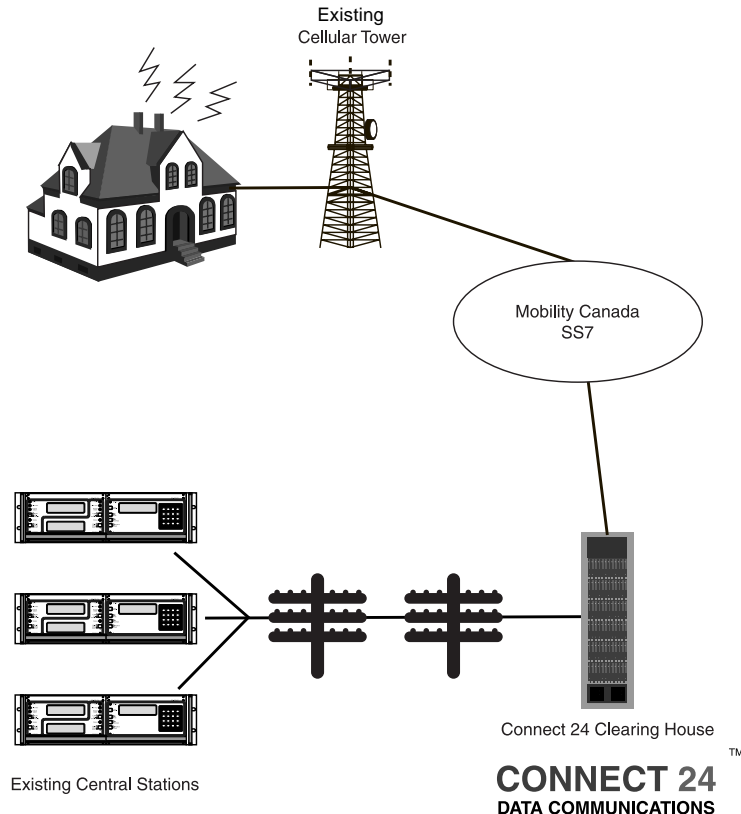 Existing
Cellular Tower
Mobility Canada
SS7
Connect 24 Clearing House
Existing Central Stations
CONNECT 24
TM
DATA COMMUNICATIONS